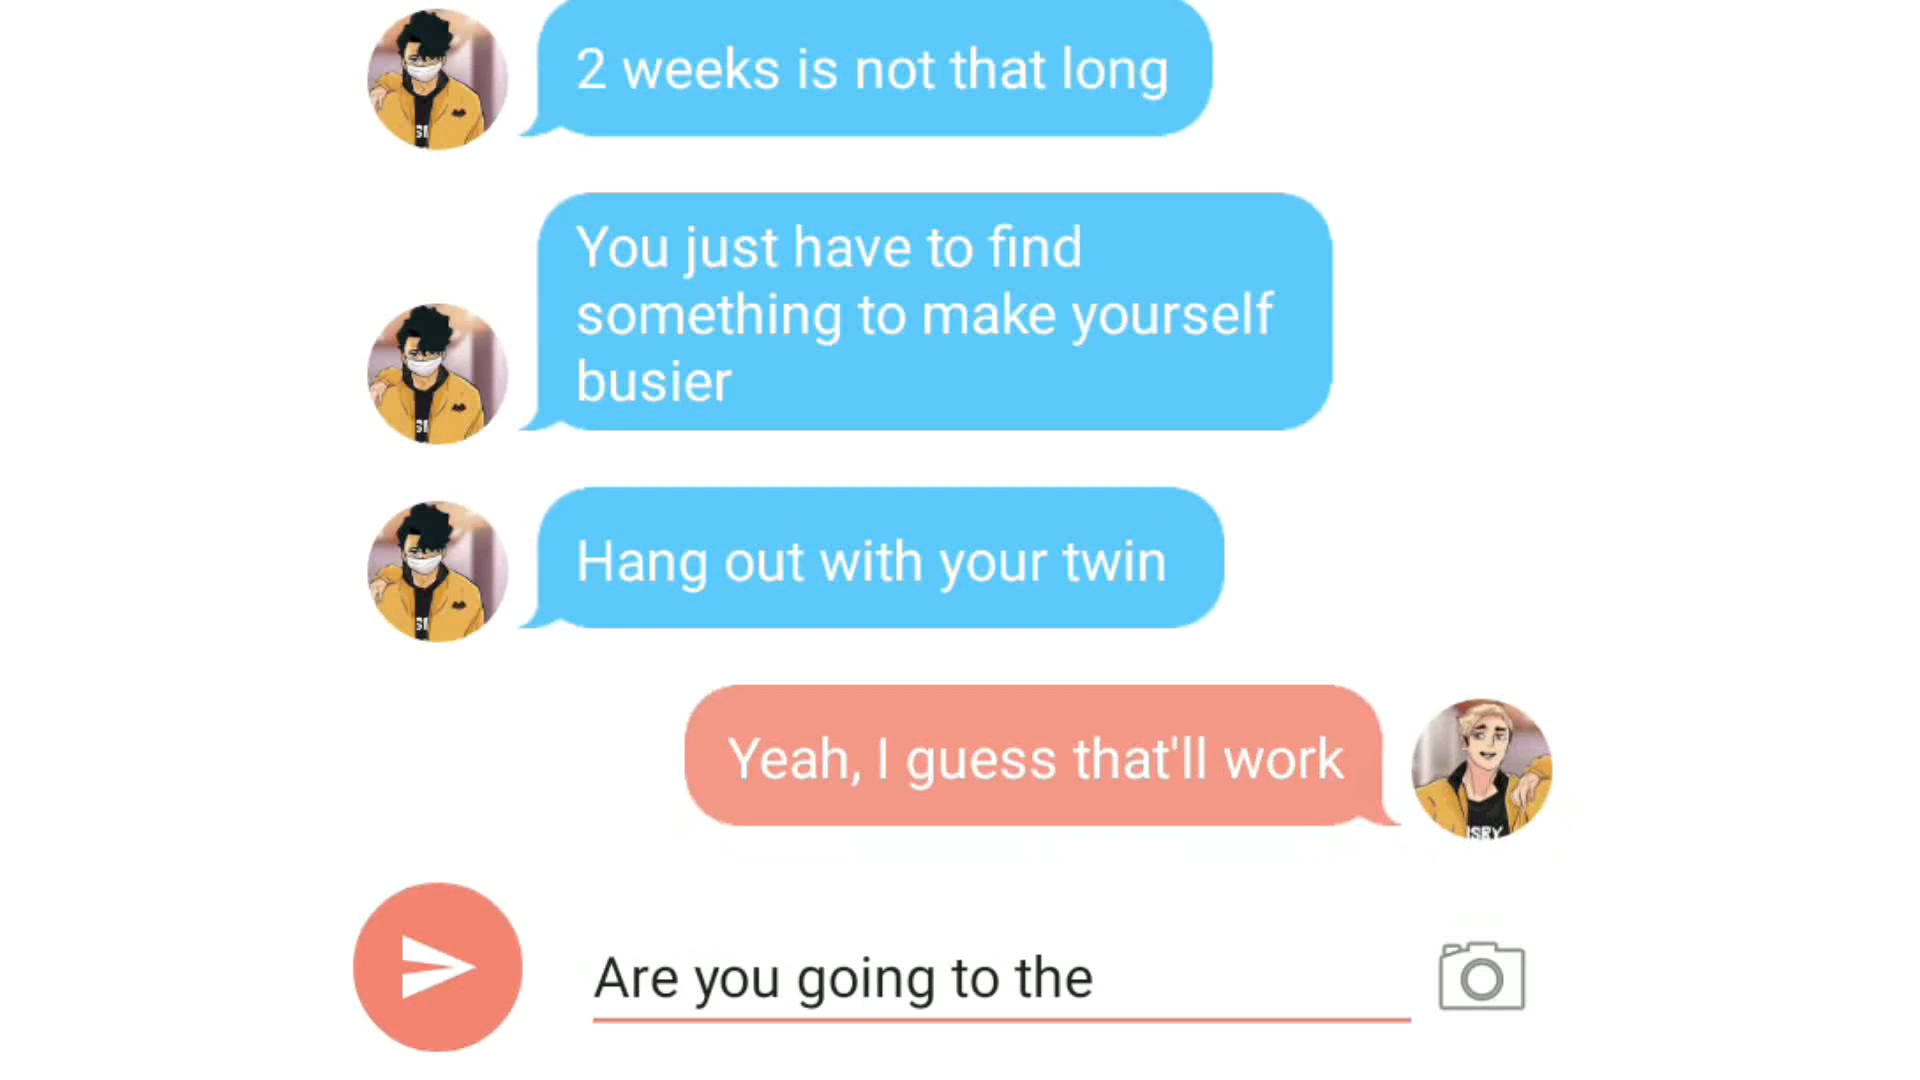 2 weeks is not that long
You just have to find
something to make yourself
busier
Hang out with your twin
Yeah, I guess that'll work
SRY
Are you going to the